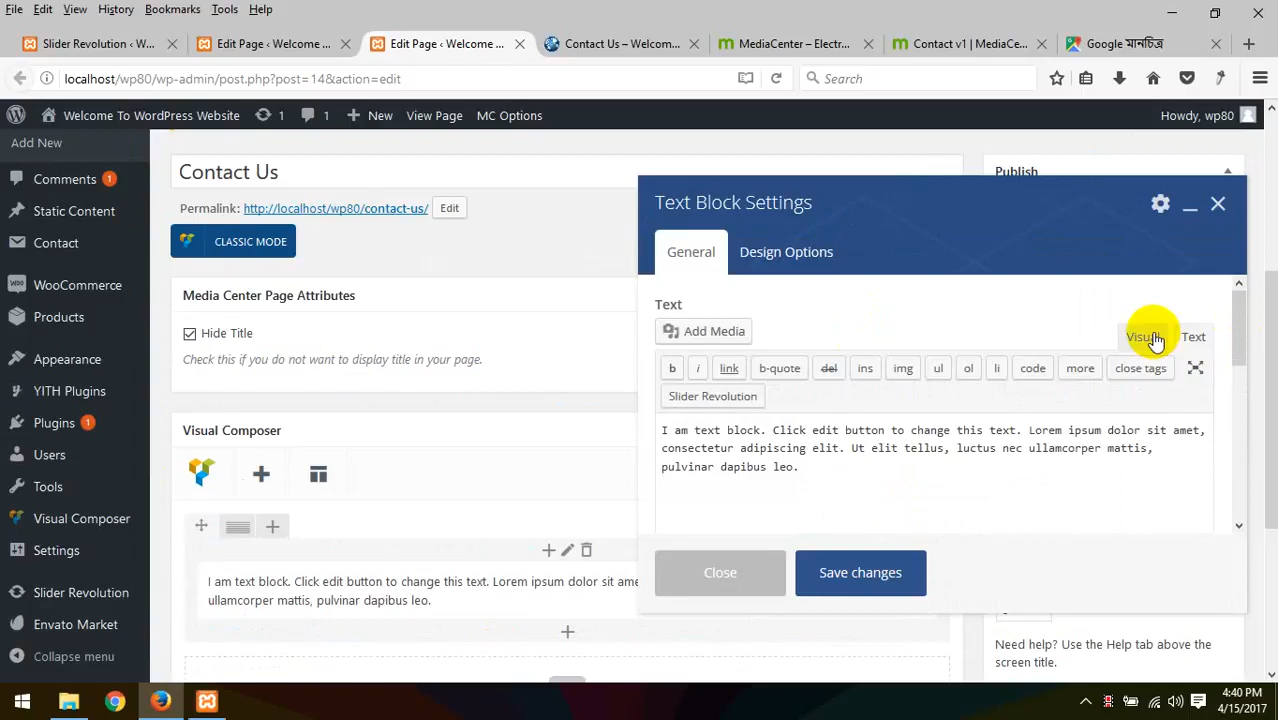 File Edit View History Bookmarks Tools Help
Slider Revolution ‹ W... Edit Page ‹ Welcome ... Edit Page ‹ Welcome ... Contact Us – Welcom... MediaCenter – Electr... Contact v1 | MediaCe... Google মানচিত্র
localhost/wp80/wp-admin/post.php?post=14&action=edit Search
Welcome To WordPress Website 1 1 New View Page MC Options Howdy, wp80
Add New
Comments 1
Static Content
Contact
WooCommerce
Products
Appearance
YITH Plugins
Plugins 1
Users
Tools
Visual Composer
Settings
Slider Revolution
Envato Market
Collapse menu
Contact Us
Permalink: http://localhost/wp80/contact-us/ Edit
CLASSIC MODE
Media Center Page Attributes
Hide Title
Check this if you do not want to display title in your page.
Visual Composer
I am text block. Click edit button to change this text. Lorem ipsum dolor sit ame
ullamcorper mattis, pulvinar dapibus leo.
Publish
Text Block Settings
General Design Options
Text
Add Media
Visual Text
b i link b-quote del ins img ul ol li code more close tags
Slider Revolution
I am text block. Click edit button to change this text. Lorem ipsum dolor sit amet,
consectetur adipiscing elit. Ut elit tellus, luctus nec ullamcorper mattis,
pulvinar dapibus leo.
Close Save changes
Need help? Use the Help tab above the
screen title.
4:40 PM
4/15/2017